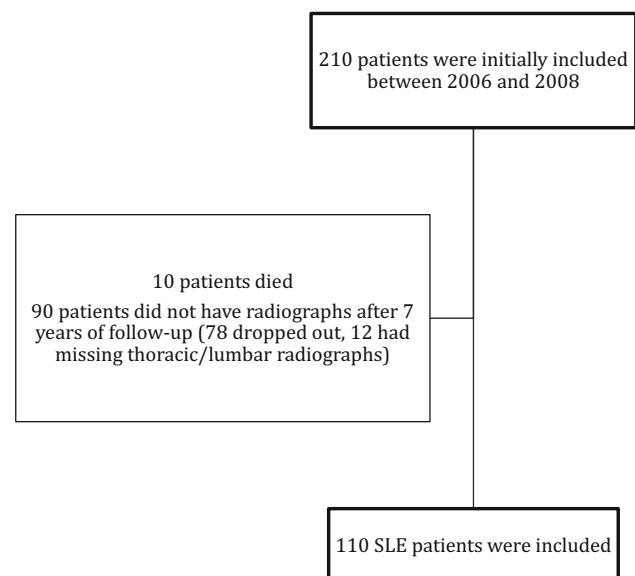 210 patients were initially included
between 2006 and 2008
10 patients died
90 patients did not have radiographs after 7
years of follow-up (78 dropped out, 12 had
missing thoracic/lumbar radiographs)
110 SLE patients were included